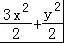 3x²/2 + y²/2